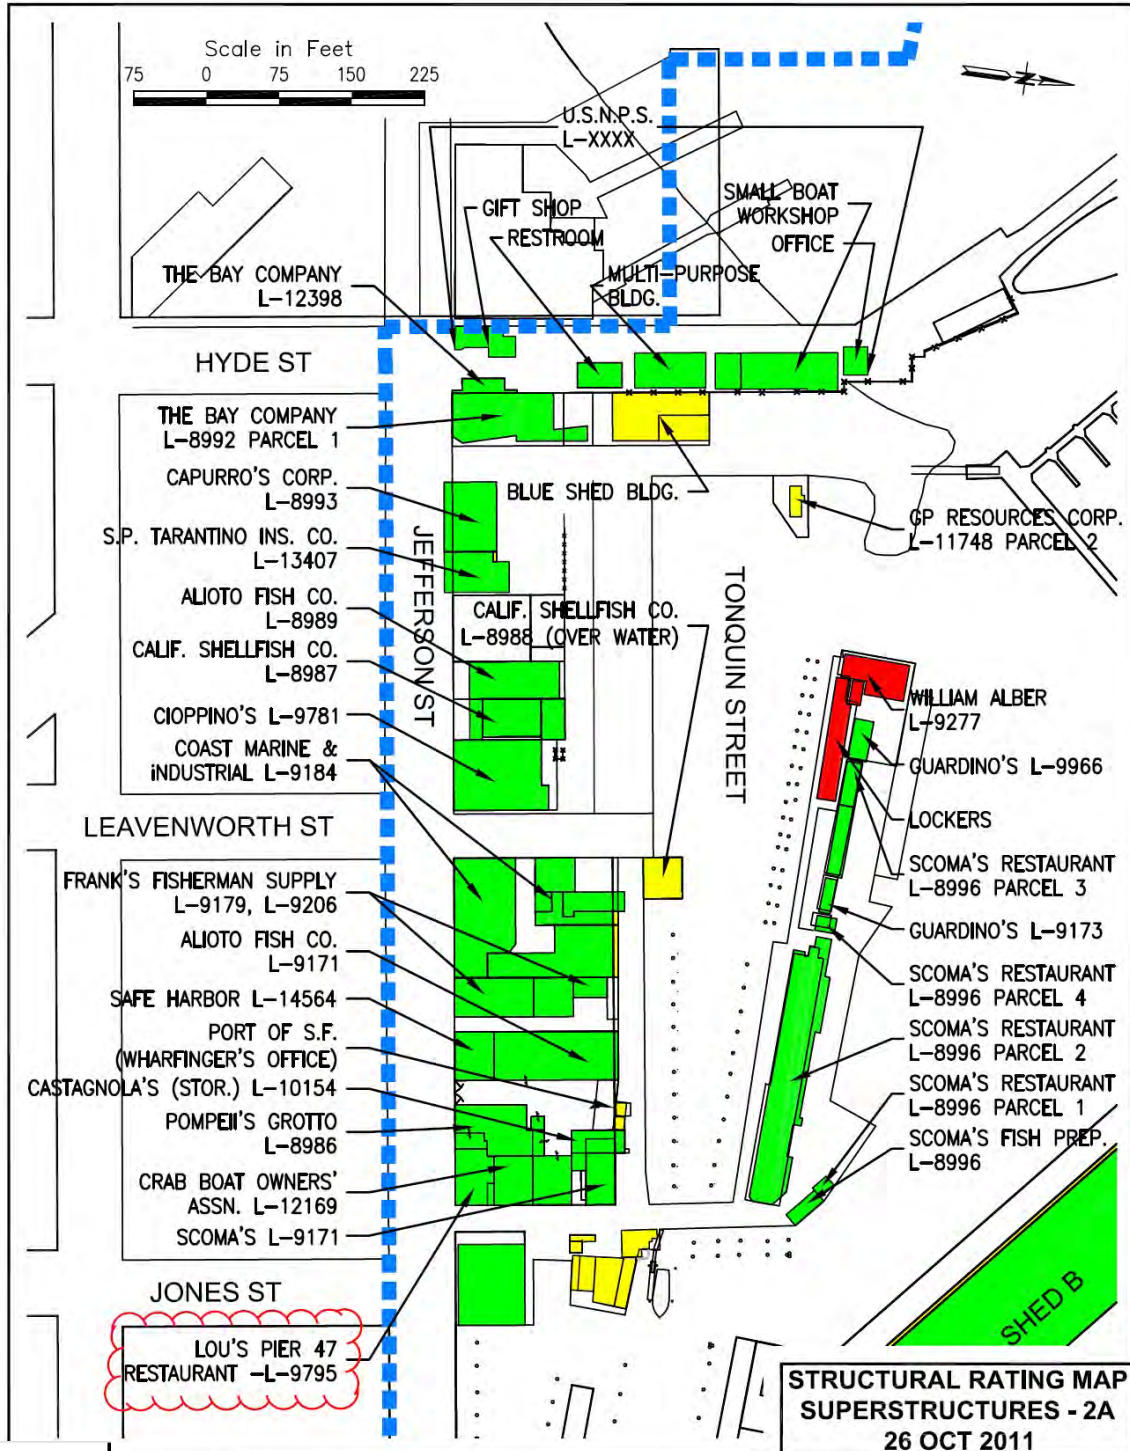 Scale in Feet
75 0 75 150 225
N
U.S.N.P.S.
L-XXXX
GIFT SHOP
RESTROOM
SMALL BOAT
WORKSHOP
OFFICE
MULTI-PURPOSE
BLDG.
THE BAY COMPANY
L-12398
HYDE ST
THE BAY COMPANY
L-8992 PARCEL 1
CAPURRO'S CORP.
L-8993
S.P. TARANTINO INS. CO.
L-13407
ALIOTO FISH CO.
L-8989
CALIF. SHELLFISH CO.
L-8987
CIOPPINO'S L-9781
COAST MARINE &
INDUSTRIAL L-9184
LEAVENWORTH ST
FRANK'S FISHERMAN SUPPLY
L-9179, L-9206
ALIOTO FISH CO.
L-9171
SAFE HARBOR L-14564
PORT OF S.F.
(WHARFINGER'S OFFICE)
CASTAGNOLA'S (STOR.) L-10154
POMPEII'S GROTTO
L-8986
CRAB BOAT OWNERS'
ASSN. L-12169
SCOMA'S L-9171
JONES ST
LOU'S PIER 47
RESTAURANT -L-9795
JEFFERSON ST
BLUE SHED BLDG.
CALIF. SHELLFISH CO.
L-8988 (OVER WATER)
TONQUIN STREET
GP RESOURCES CORP.
L-11748 PARCEL 2
WILLIAM ALBER
L-9277
GUARDINO'S L-9966
LOCKERS
SCOMA'S RESTAURANT
L-8996 PARCEL 3
GUARDINO'S L-9173
SCOMA'S RESTAURANT
L-8996 PARCEL 4
SCOMA'S RESTAURANT
L-8996 PARCEL 2
SCOMA'S RESTAURANT
L-8996 PARCEL 1
SCOMA'S FISH PREP.
L-8996
SHED B
STRUCTURAL RATING MAP
SUPERSTRUCTURES - 2A
26 OCT 2011